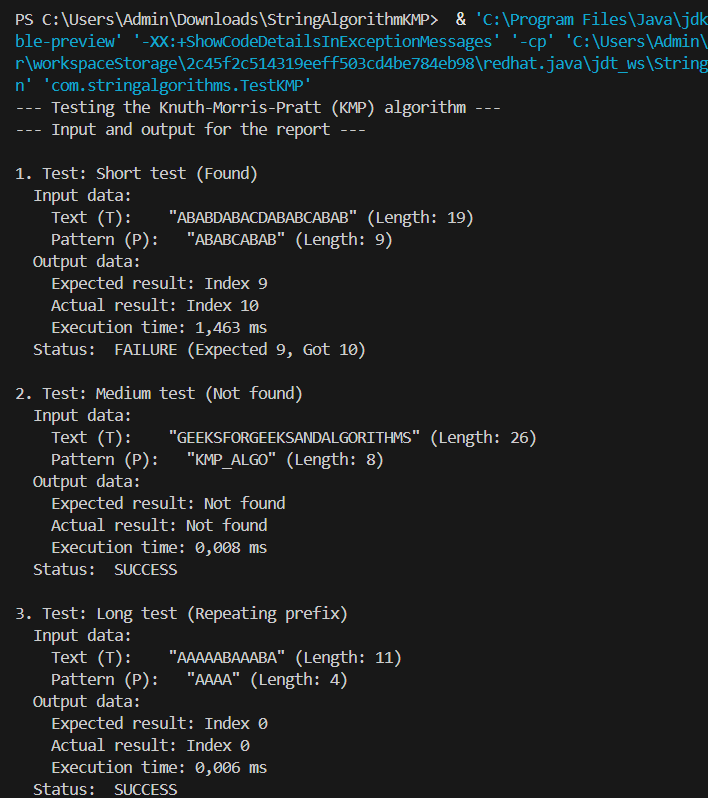 PS C:\Users\Admin\Downloads\StringAlgorithmKMP>  & 'C:\Program Files\Java\jdk
ble-preview' '-XX:+ShowCodeDetailsInExceptionMessages' '-cp' 'C:\Users\Admin\
r\workspaceStorage\2c45f2c514319eeff503cd4be784eb98\redhat.java\jdt_ws\String
n' 'com.stringalgorithms.TestKMP'
--- Testing the Knuth-Morris-Pratt (KMP) algorithm ---
--- Input and output for the report ---

1. Test: Short test (Found)
  Input data:
    Text (T):    "ABABDABACDABABCABAB" (Length: 19)
    Pattern (P):   "ABABCABAB" (Length: 9)
  Output data:
    Expected result: Index 9
    Actual result: Index 10
    Execution time: 1,463 ms
  Status:  FAILURE (Expected 9, Got 10)

2. Test: Medium test (Not found)
  Input data:
    Text (T):    "GEEKSFORGEEKSANDALGORITHMS" (Length: 26)
    Pattern (P):   "KMP_ALGO" (Length: 8)
  Output data:
    Expected result: Not found
    Actual result: Not found
    Execution time: 0,008 ms
  Status:  SUCCESS

3. Test: Long test (Repeating prefix)
  Input data:
    Text (T):    "AAAAABAAABA" (Length: 11)
    Pattern (P):   "AAAA" (Length: 4)
  Output data:
    Expected result: Index 0
    Actual result: Index 0
    Execution time: 0,006 ms
  Status:  SUCCESS